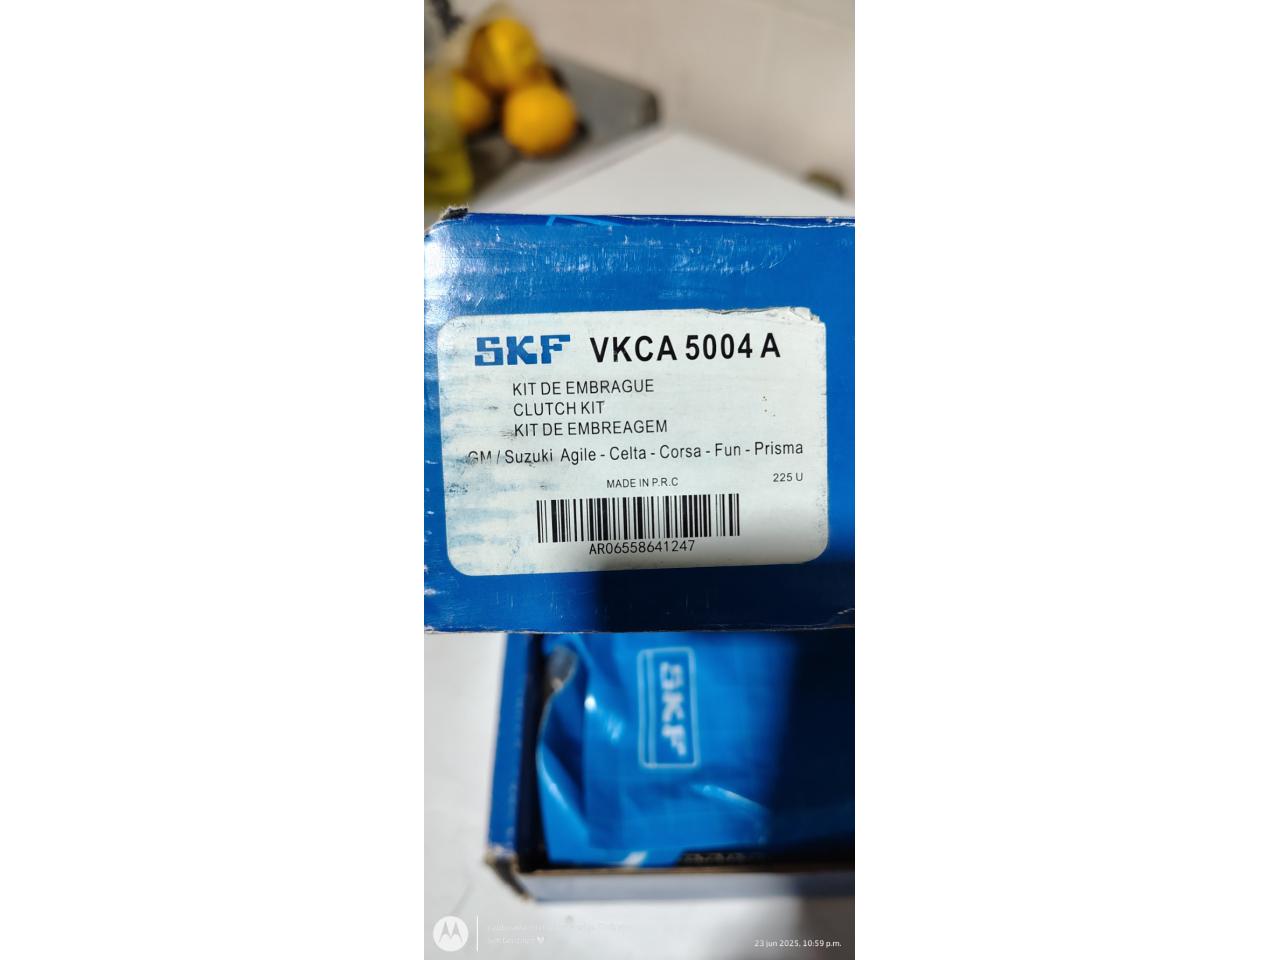 SKF VKCA 5004 A
KIT DE EMBRAGUE
CLUTCH KIT
KIT DE EMBREAGEM
GM / Suzuki Agile - Celta - Corsa - Fun - Prisma
MADE IN P.R.C
225 U
AR06558641247
SKF
23 jun 2025, 10:59 p.m.